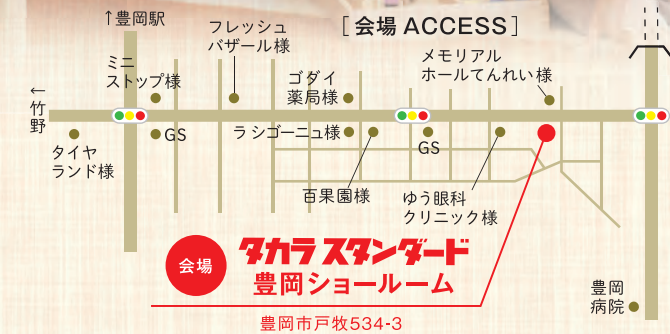 ↑豊岡駅
フレッシュ
バザール様
[会場 ACCESS]
ミニ
ストップ様
ゴダイ
薬局様
メモリアル
ホールてんれい様
←竹野
タイヤ
ランド様
GS
ラシゴーニュ様
GS
百果園様
ゆう眼科
クリニック様
会場
タカラスタンダード
豊岡ショールーム
豊岡市戸牧534-3
豊岡
病院